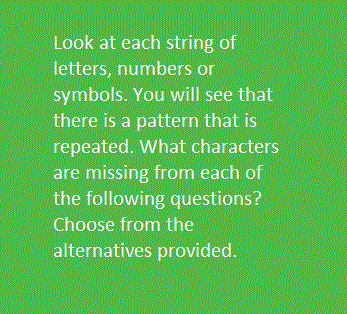 Look at each string of
letters, numbers or
symbols. You will see that
there is a pattern that is
repeated. What characters
are missing from each of
the following questions?
Choose from the
alternatives provided.